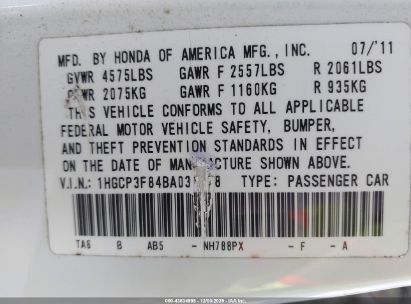 MFD. BY HONDA OF AMERICA MFG., INC. 07/'11
GVWR 4575LBS GAWR F 2557LBS R 2061LBS
2075KG GAWR F 1160KG R 935KG
THIS VEHICLE CONFORMS TO ALL APPLICABLE
FEDERAL MOTOR VEHICLE SAFETY, BUMPER,
AND THEFT PREVENTION STANDARDS IN EFFECT
ON THE DATE OF MANUFACTURE SHOWN ABOVE.
V.I.N.: TYPE: PASSENGER CAR
TA6 B AB5 - NH788PX - F - A